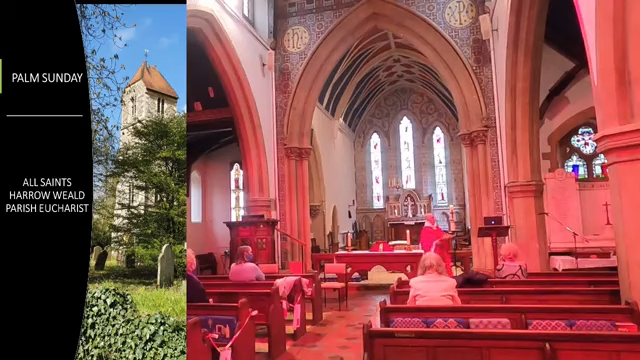 PALM SUNDAY
ALL SAINTS
HARROW WEALD
PARISH EUCHARIST